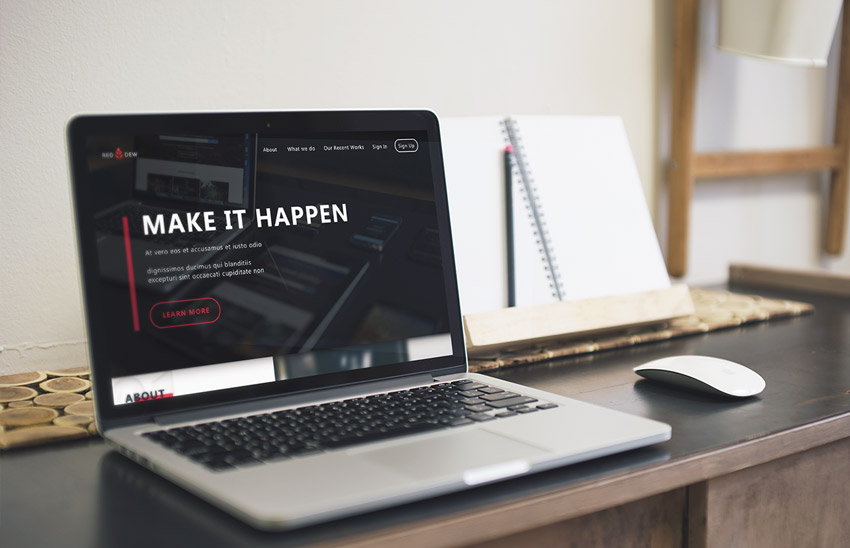 RED DEW
About What we do Our Recent Works Sign In Sign Up
MAKE IT HAPPEN
At vero eos et accusamus et iusto odio
dignissimos ducimus qui blanditiis
excepturi sint occaecati cupiditate non
LEARN MORE
ABOUT